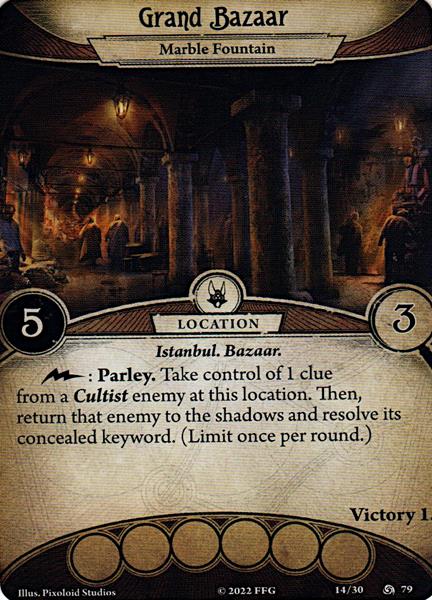 Grand Bazaar
Marble Fountain
5
LOCATION
3
Istanbul. Bazaar.
: Parley. Take control of 1 clue
from a Cultist enemy at this location. Then,
return that enemy to the shadows and resolve its
concealed keyword. (Limit once per round.)
Victory 1.
Illus. Pixoloid Studios
© 2022 FFG
14/30
79